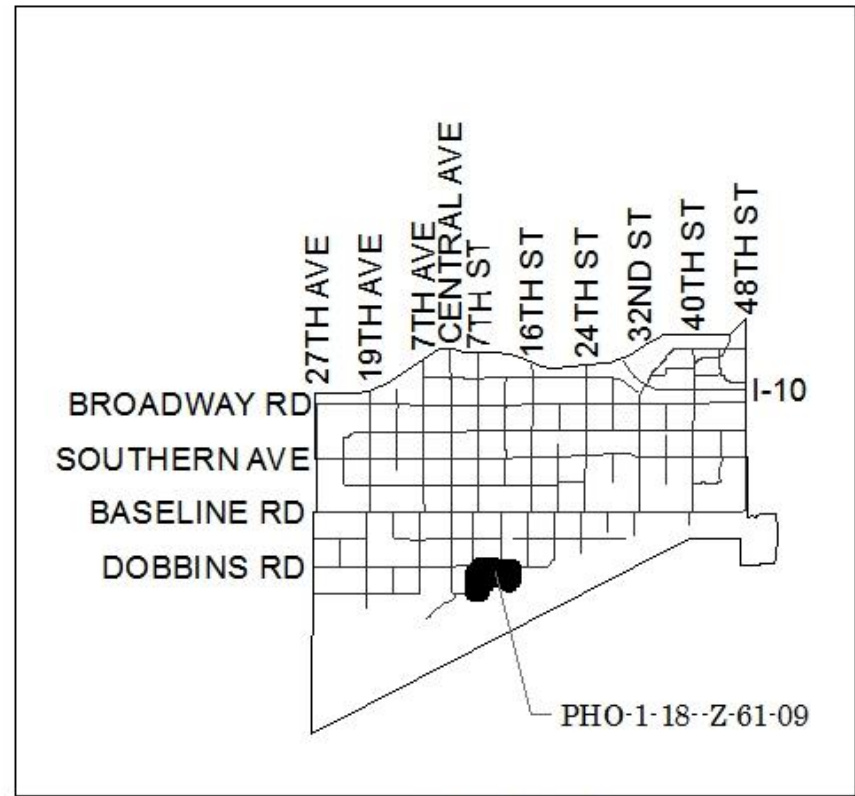 27TH AVE
19TH AVE
7TH AVE
CENTRAL AVE
7TH ST
16TH ST
24TH ST
32ND ST
40TH ST
48TH ST
I-10
BROADWAY RD
SOUTHERN AVE
BASELINE RD
DOBBINS RD
PHO-1-18--Z-61-09